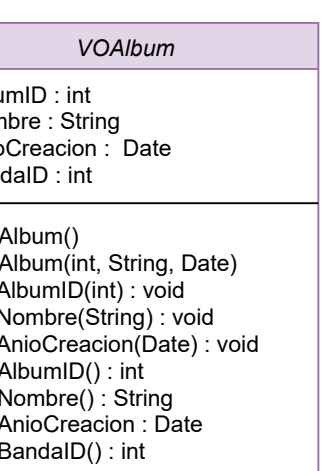 VOAlbum
umID : int
mbre : String
oCreacion : Date
ndaID : int
Album()
Album(int, String, Date)
AlbumID(int) : void
Nombre(String) : void
AnioCreacion(Date) : void
AlbumID() : int
Nombre() : String
AnioCreacion : Date
BandaID() : int